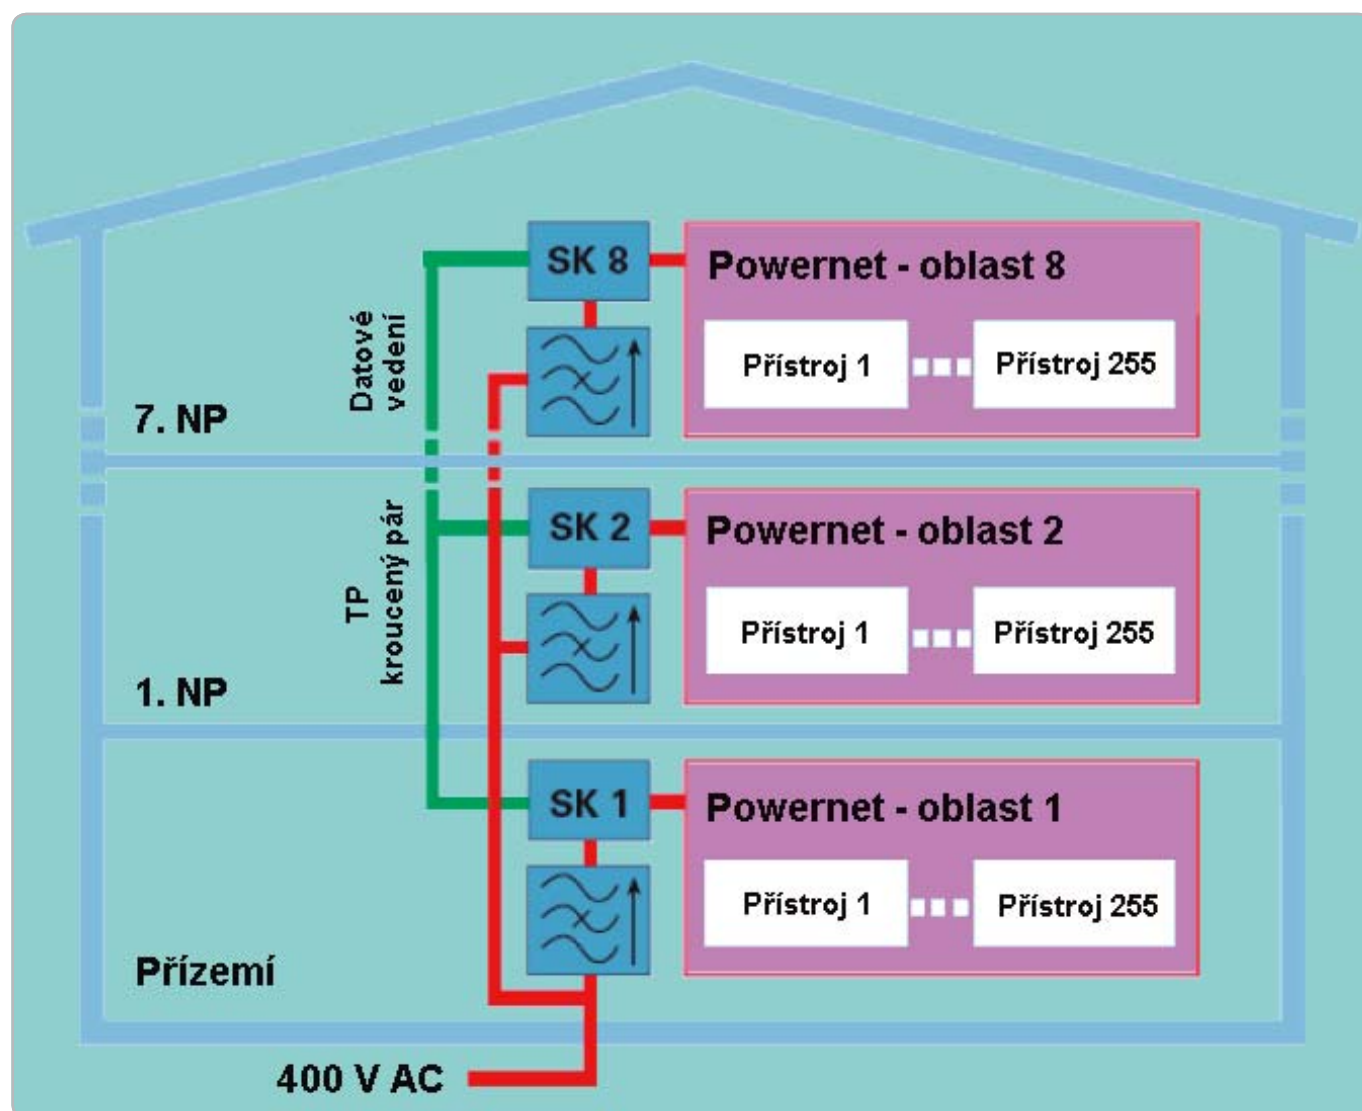 SK 8
Powernet - oblast 8
Přístroj 1
Přístroj 255
Datové
vedení
7. NP
SK 2
Powernet - oblast 2
Přístroj 1
Přístroj 255
TP
kroucený pár
1. NP
SK 1
Powernet - oblast 1
Přístroj 1
Přístroj 255
Přízemí
400 V AC